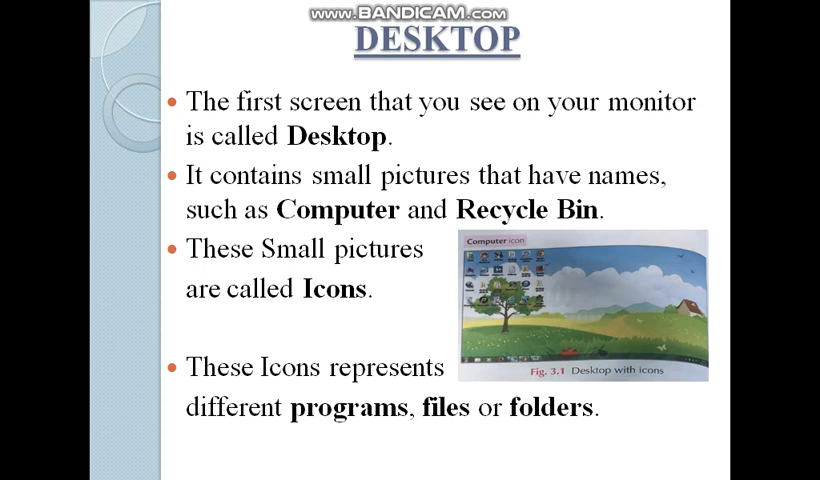 WWW.BANDICAM.COM
DESKTOP
• The first screen that you see on your monitor
is called Desktop.
• It contains small pictures that have names,
such as Computer and Recycle Bin.
• These Small pictures
are called Icons.
Computer icon
Fig. 3.1 Desktop with icons
• These Icons represents
different programs, files or folders.